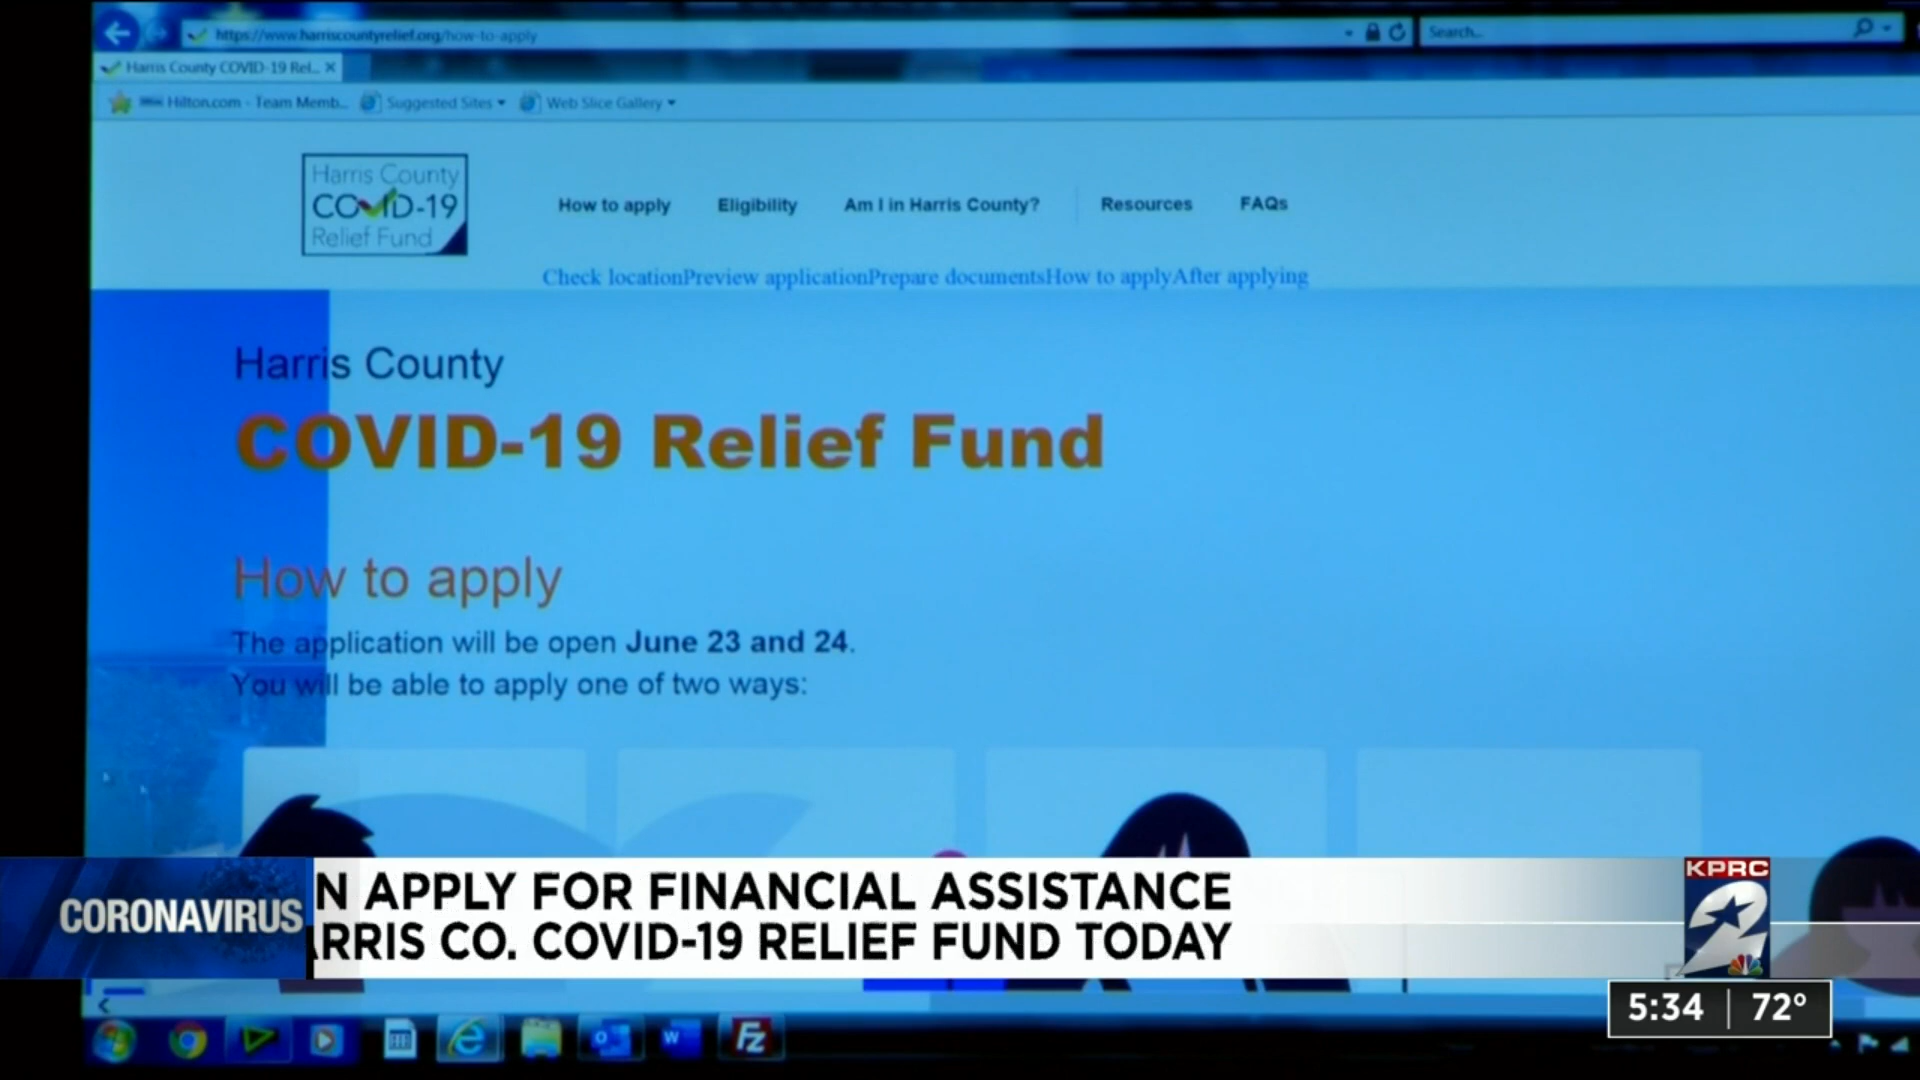 https://www.harriscountyrelief.org/how-to-apply
Search...
Harris County COVID-19 Rel...
Hilton.com - Team Memb...
Suggested Sites
Web Slice Gallery
Harris County
COVID-19
Relief Fund
How to apply
Eligibility
Am I in Harris County?
Resources
FAQs
Check locationPreview applicationPrepare documentsHow to applyAfter applying
Harris County
COVID-19 Relief Fund
How to apply
The application will be open June 23 and 24.
You will be able to apply one of two ways:
CORONAVIRUS
N APPLY FOR FINANCIAL ASSISTANCE
ARRIS CO. COVID-19 RELIEF FUND TODAY
KPRC
2
5:34
72°